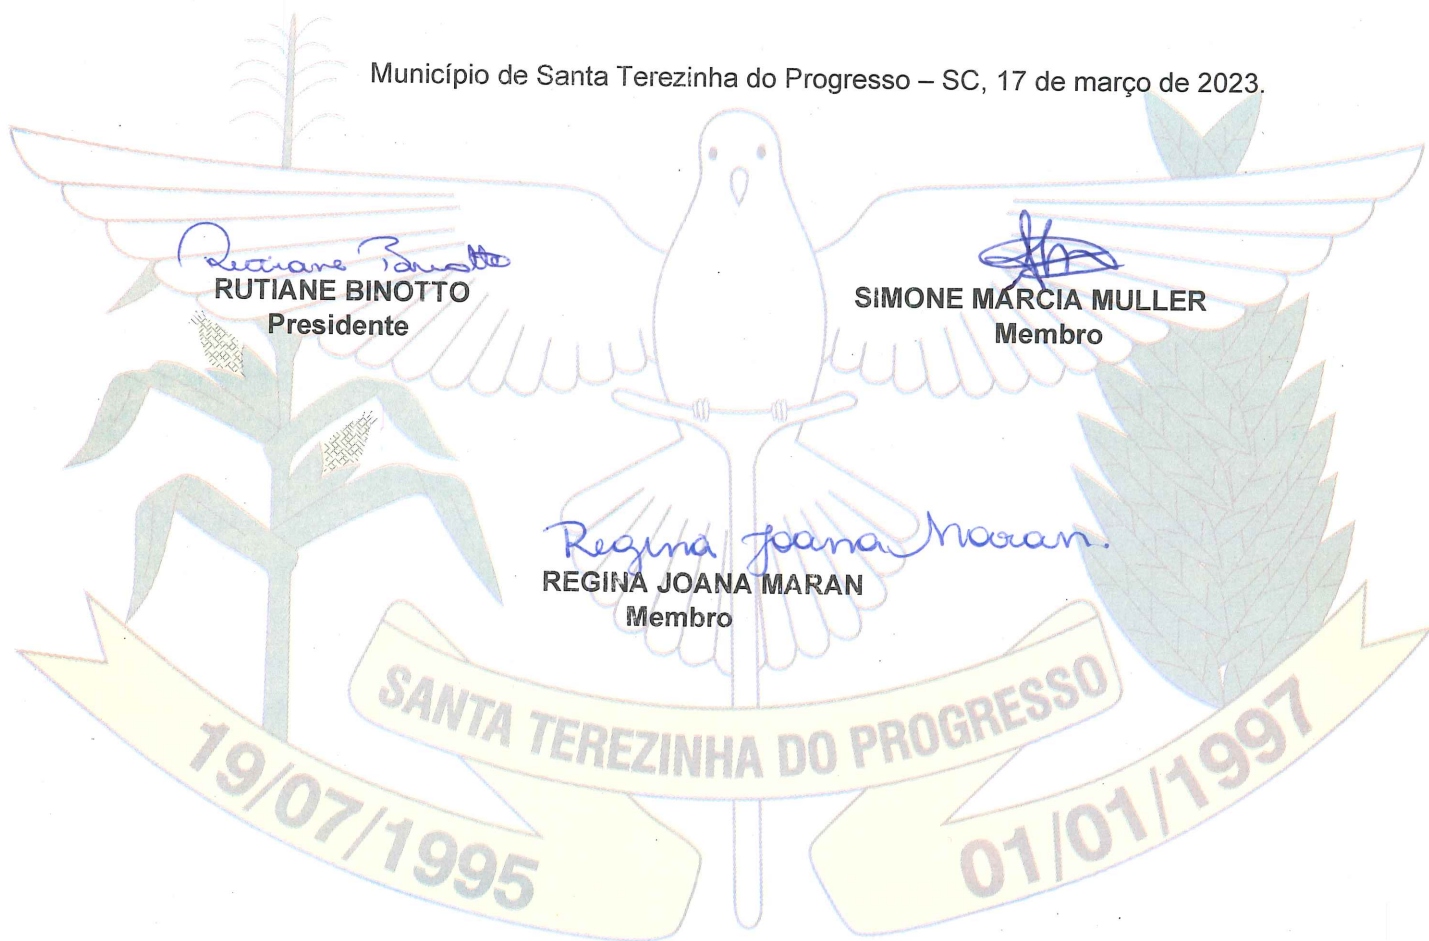 Município de Santa Terezinha do Progresso – SC, 17 de março de 2023.
Rutiane Binotto
RUTIANE BINOTTO
Presidente
SIMONE MARCIA MULLER
Membro
Regina Joana Maran.
REGINA JOANA MARAN
Membro
SANTA TEREZINHA DO PROGRESSO
19/07/1995
01/01/1997